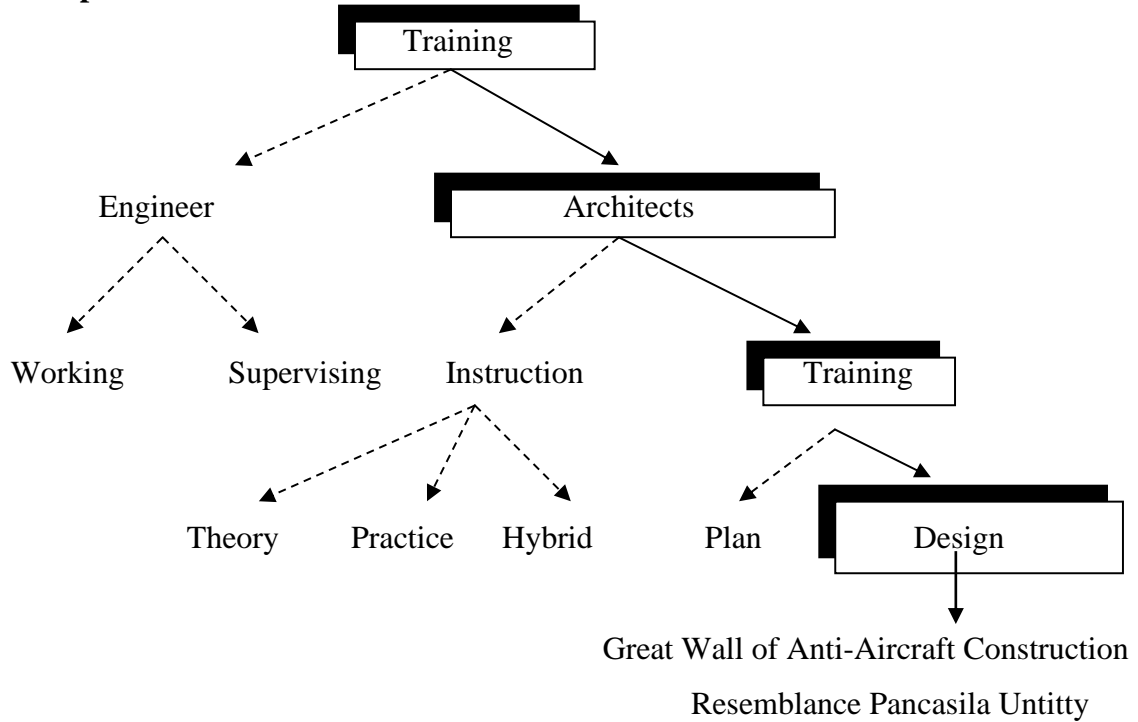 Training
Engineer
Architects
Working
Supervising
Instruction
Training
Theory
Practice
Hybrid
Plan
Design
Great Wall of Anti-Aircraft Construction
Resemblance Pancasila Untitty